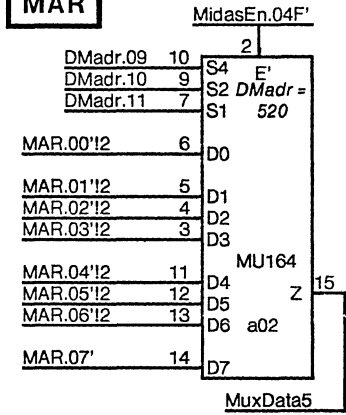 MAR
MidasEn.04F'
2
DMadr.09 10 S4 E'
DMadr.10 9 S2 DMadr =
DMadr.11 7 S1 520
MAR.00'!2 6 D0
MAR.01'!2 5 D1
MAR.02'!2 4 D2
MAR.03'!2 3 D3
MU164
MAR.04'!2 11 D4 Z 15
MAR.05'!2 12 D5
MAR.06'!2 13 D6 a02
MAR.07' 14 D7
MuxData5